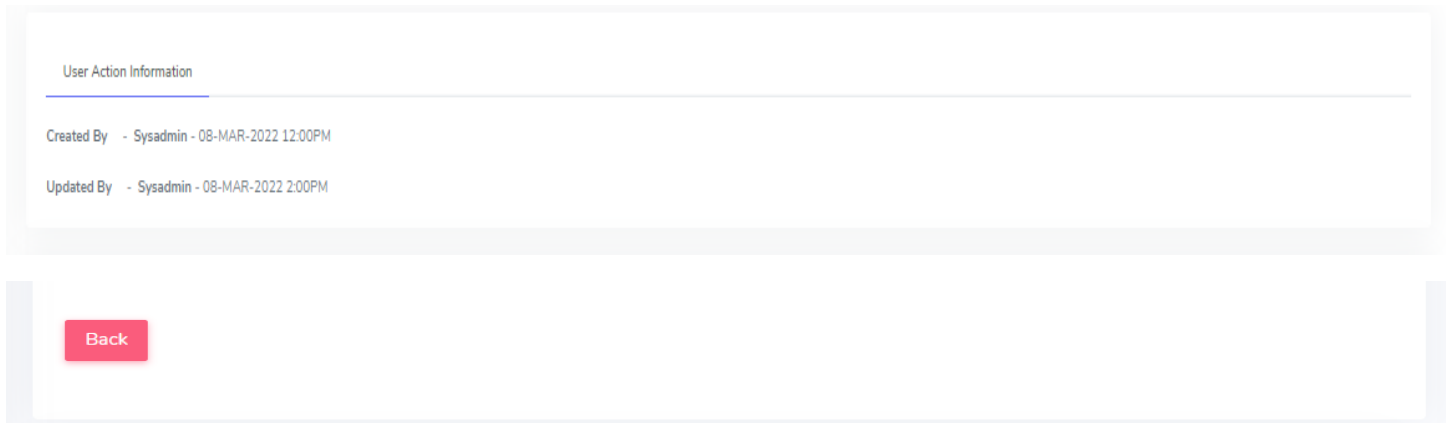 User Action Information
Created By - Sysadmin - 08-MAR-2022 12:00PM
Updated By - Sysadmin - 08-MAR-2022 2:00PM
Back